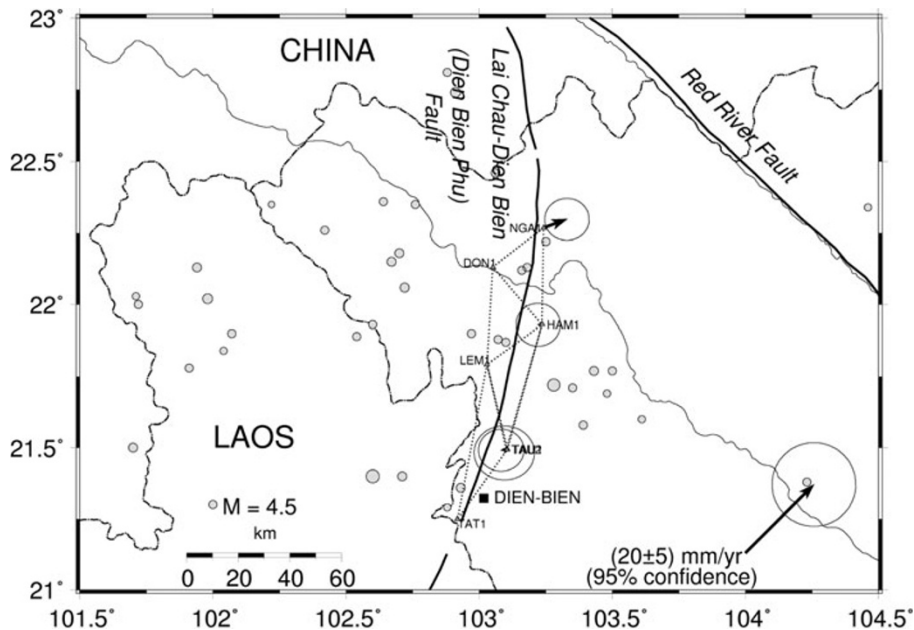 23°
22.5°
22°
21.5°
21°
CHINA
Lai Chau-Dien Bien
(Dien Bien Phu)
Fault
Red River Fault
NGA1
DON1
HAM1
LEM1
TAT1
DIEN-BIEN
LAOS
M = 4.5
km
0 20 40 60
(20±5) mm/yr
(95% confidence)
101.5 102 102.5 103 103.5 104 104.5